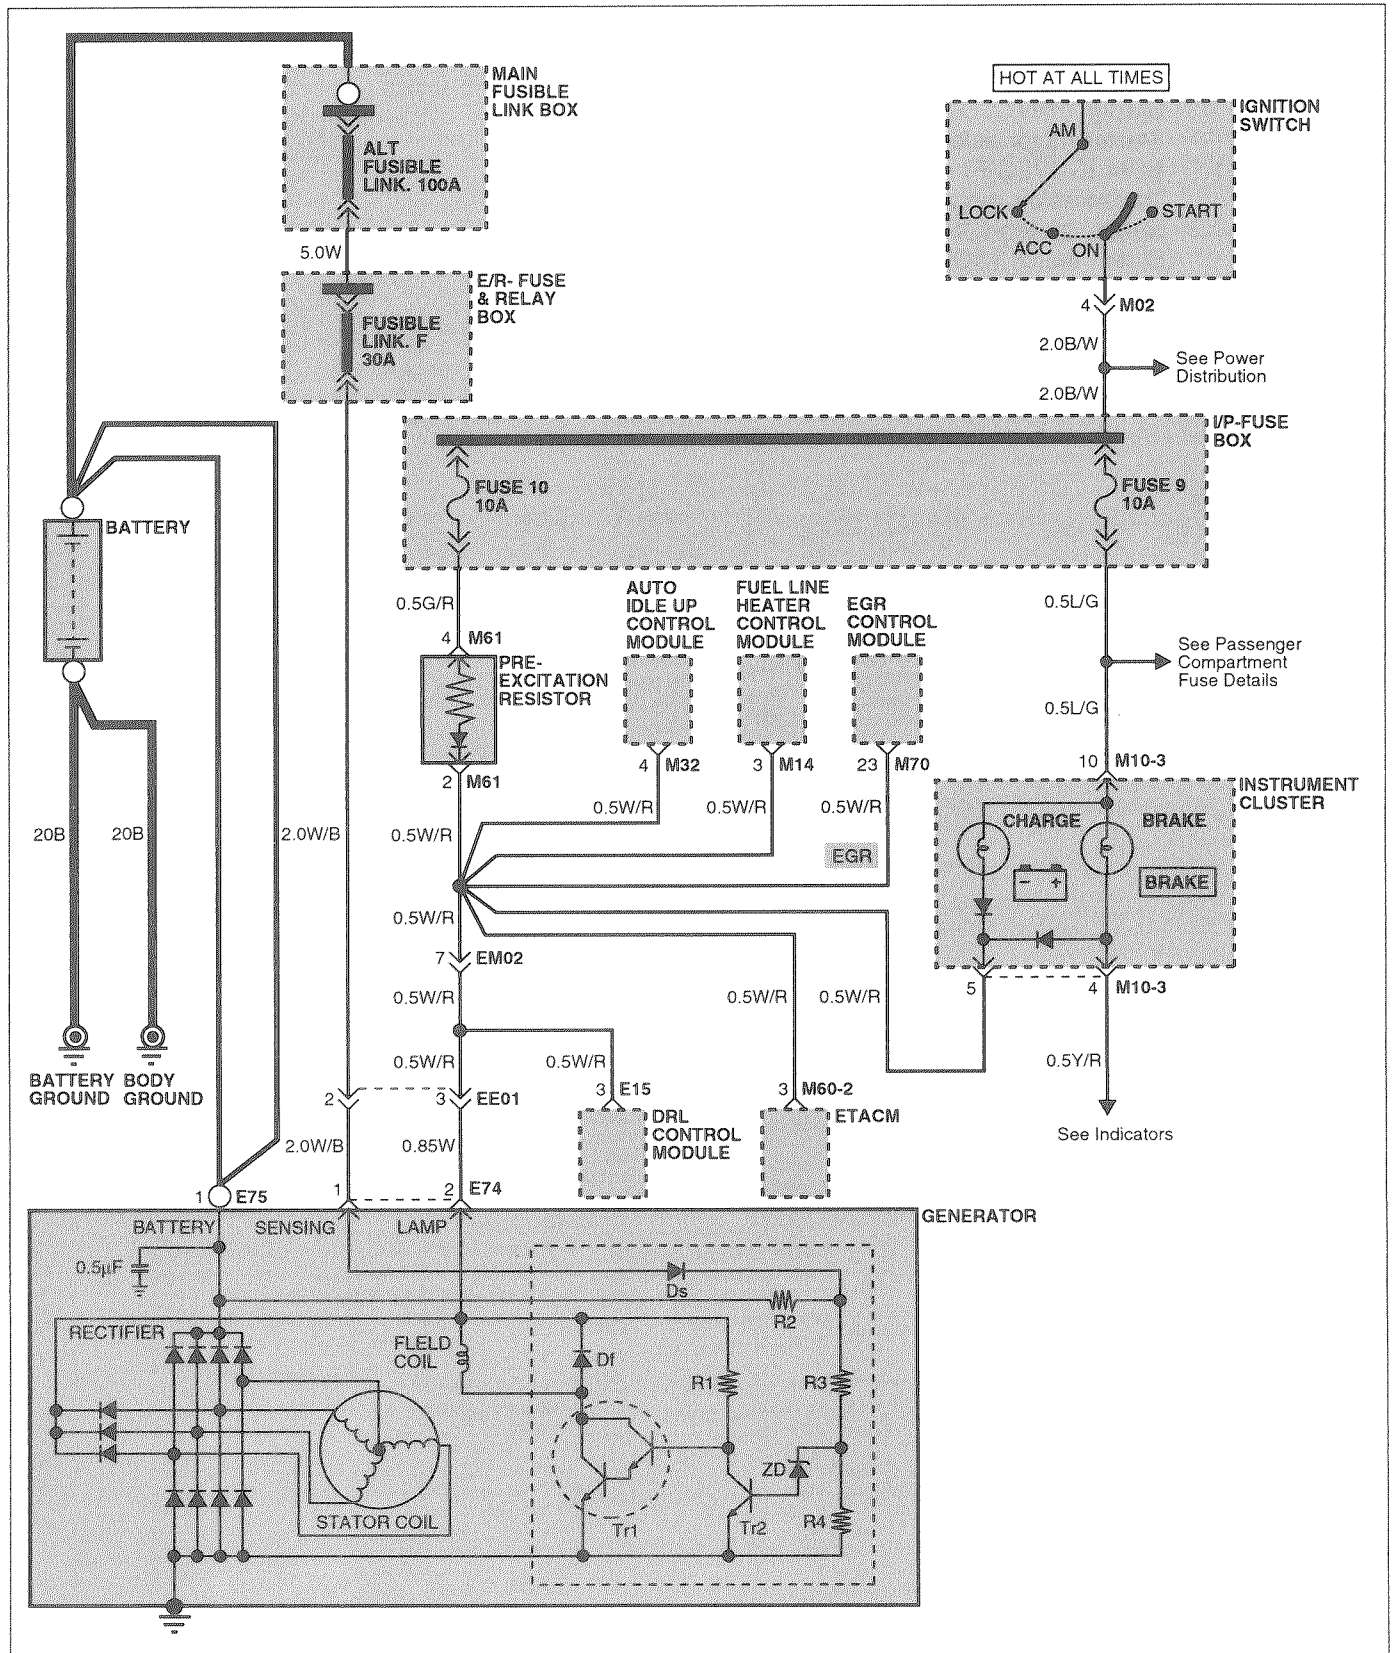 MAIN
FUSIBLE
LINK BOX
ALT
FUSIBLE
LINK. 100A
5.0W
E/R- FUSE
& RELAY
BOX
FUSIBLE
LINK. F
30A
HOT AT ALL TIMES
IGNITION
SWITCH
AM
LOCK
ACC
ON
START
4
M02
2.0B/W
See Power
Distribution
2.0B/W
I/P-FUSE
BOX
FUSE 10
10A
FUSE 9
10A
BATTERY
0.5G/R
4
M61
PRE-
EXCITATION
RESISTOR
2
M61
AUTO
IDLE UP
CONTROL
MODULE
FUEL LINE
HEATER
CONTROL
MODULE
EGR
CONTROL
MODULE
4
M32
3
M14
23
M70
0.5L/G
See Passenger
Compartment
Fuse Details
0.5L/G
10
M10-3
INSTRUMENT
CLUSTER
CHARGE
BRAKE
- +
BRAKE
20B
20B
2.0W/B
0.5W/R
0.5W/R
0.5W/R
0.5W/R
EGR
0.5W/R
7
EM02
0.5W/R
0.5W/R
0.5W/R
5
4
M10-3
0.5W/R
0.5W/R
0.5Y/R
See Indicators
BATTERY
GROUND
BODY
GROUND
2
3
EE01
3
E15
DRL
CONTROL
MODULE
3
M60-2
ETACM
2.0W/B
0.85W
1
E75
1
2
E74
GENERATOR
BATTERY
SENSING
LAMP
0.5µF
Ds
R2
RECTIFIER
FLELD
COIL
Df
R1
R3
ZD
STATOR COIL
Tr1
Tr2
R4